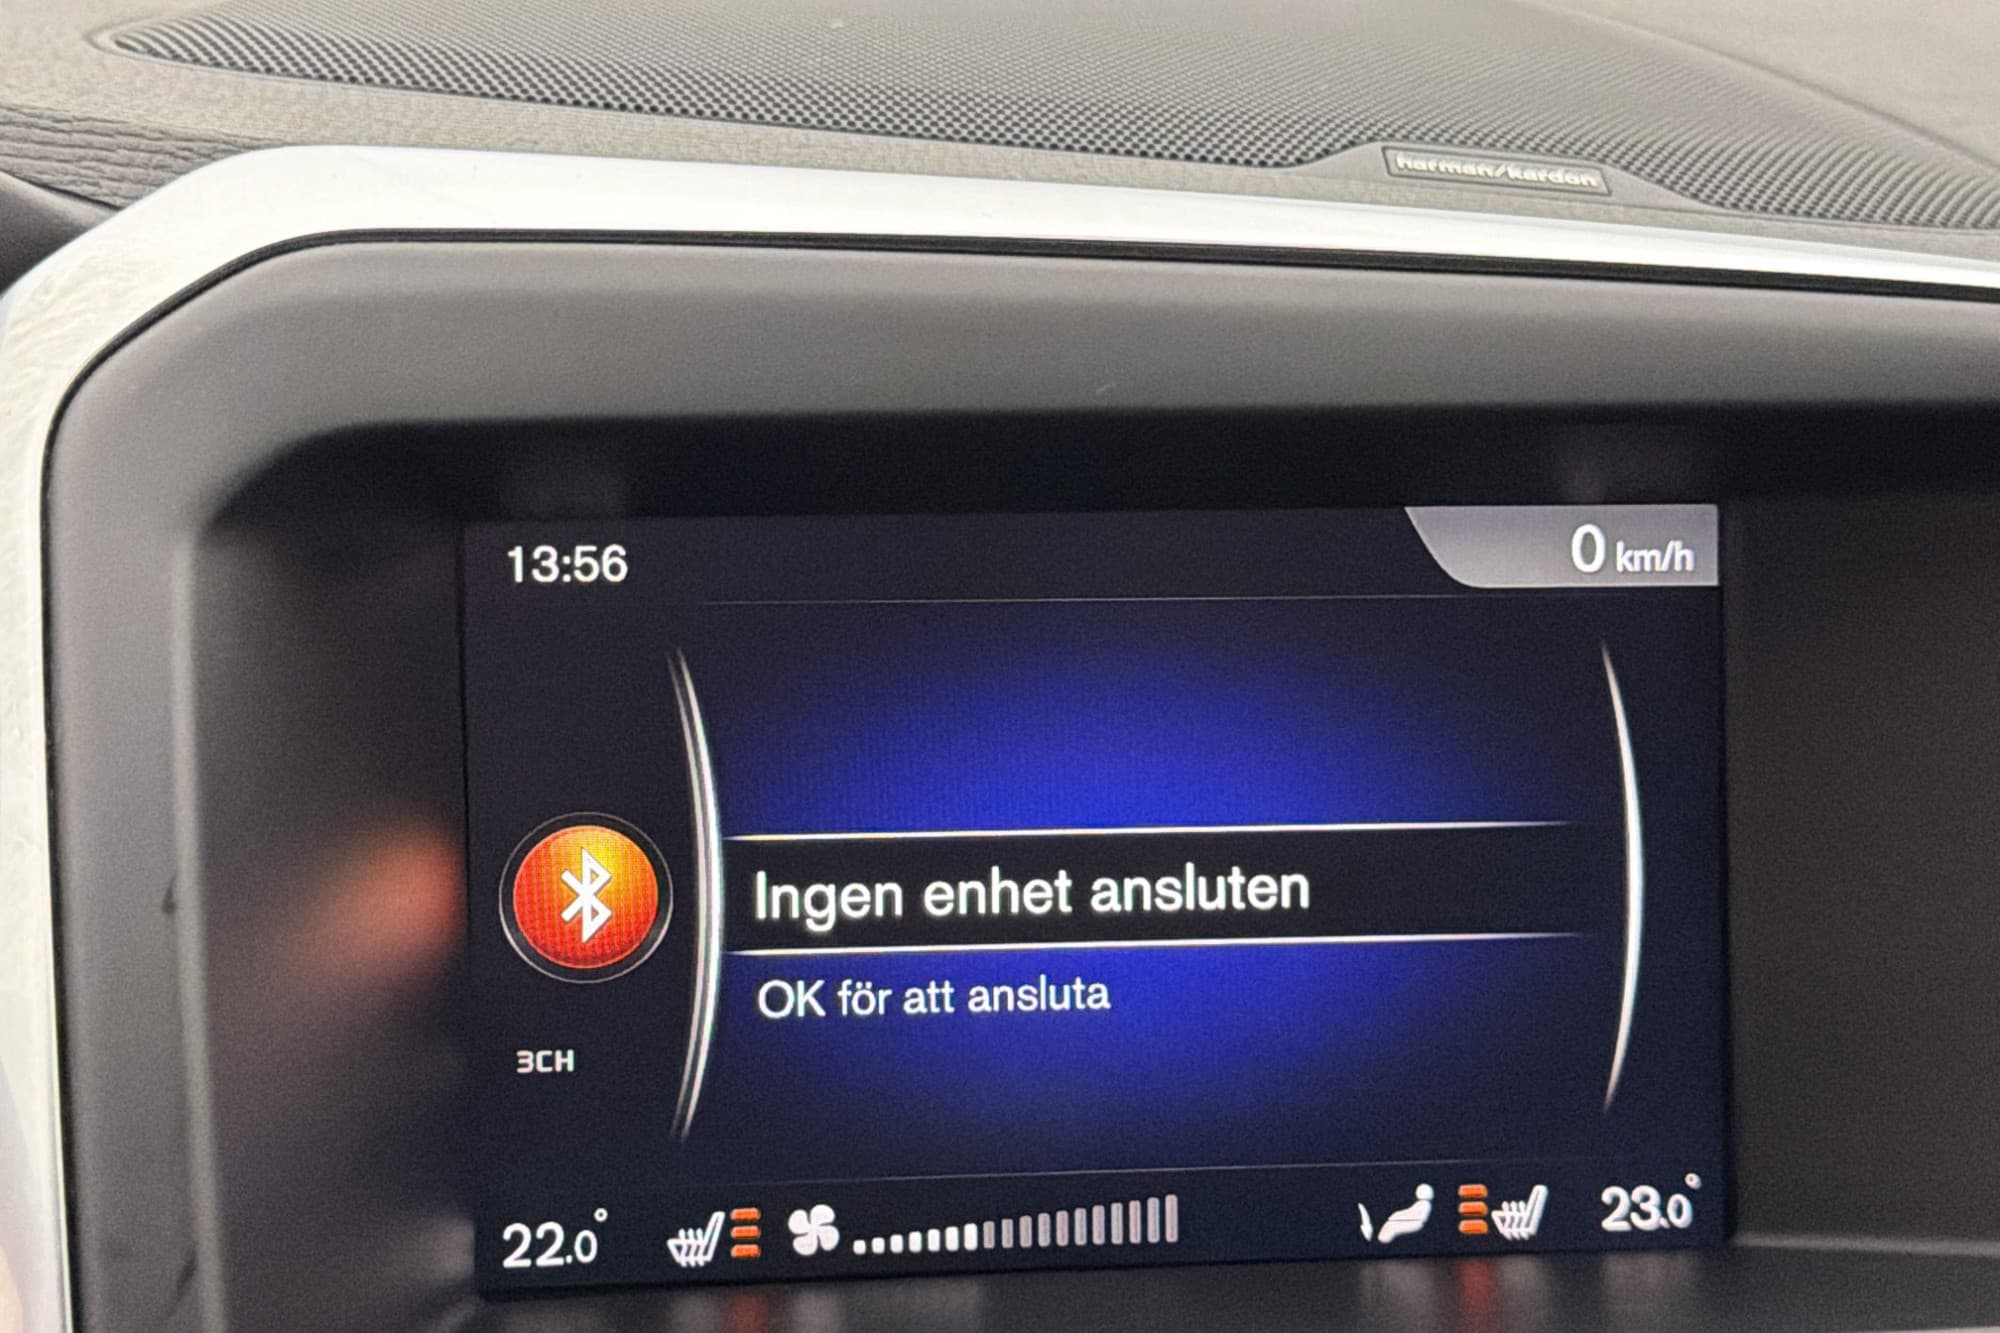 harman/kardon
13:56
0 km/h
Ingen enhet ansluten
OK för att ansluta
3CH
22.0°
23.0°